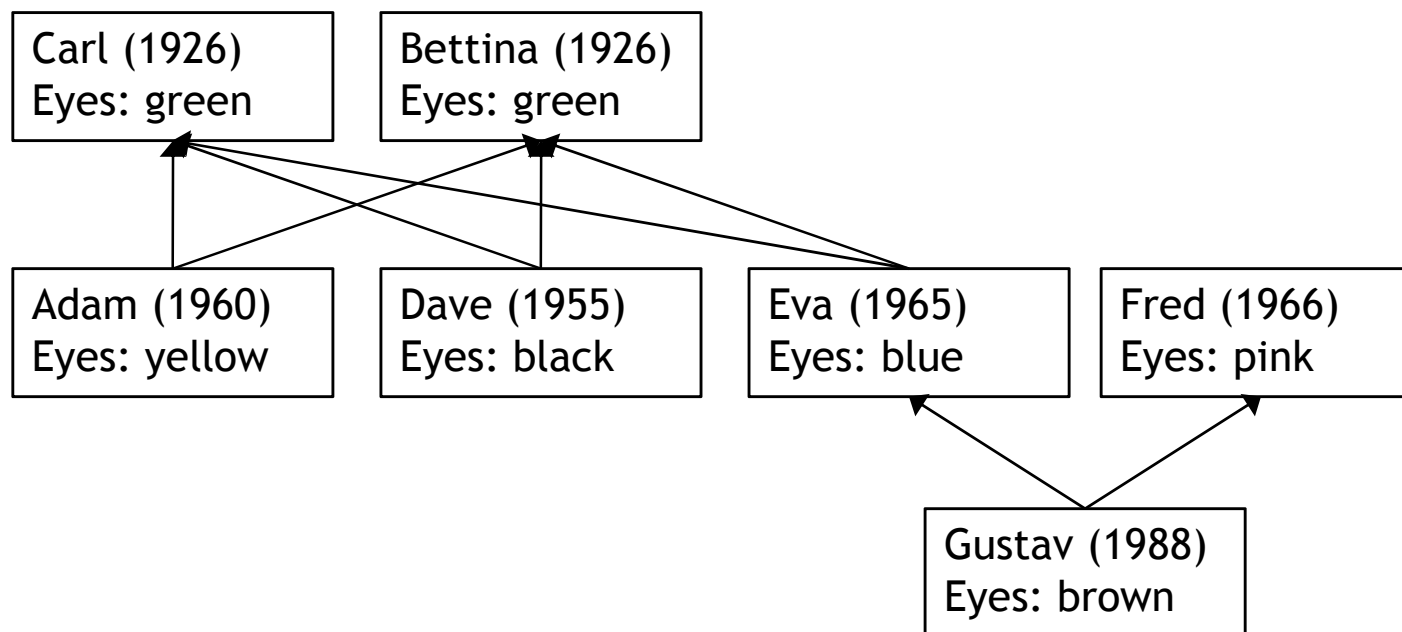 Carl (1926)
Eyes: green
Bettina (1926)
Eyes: green
Adam (1960)
Eyes: yellow
Dave (1955)
Eyes: black
Eva (1965)
Eyes: blue
Fred (1966)
Eyes: pink
Gustav (1988)
Eyes: brown